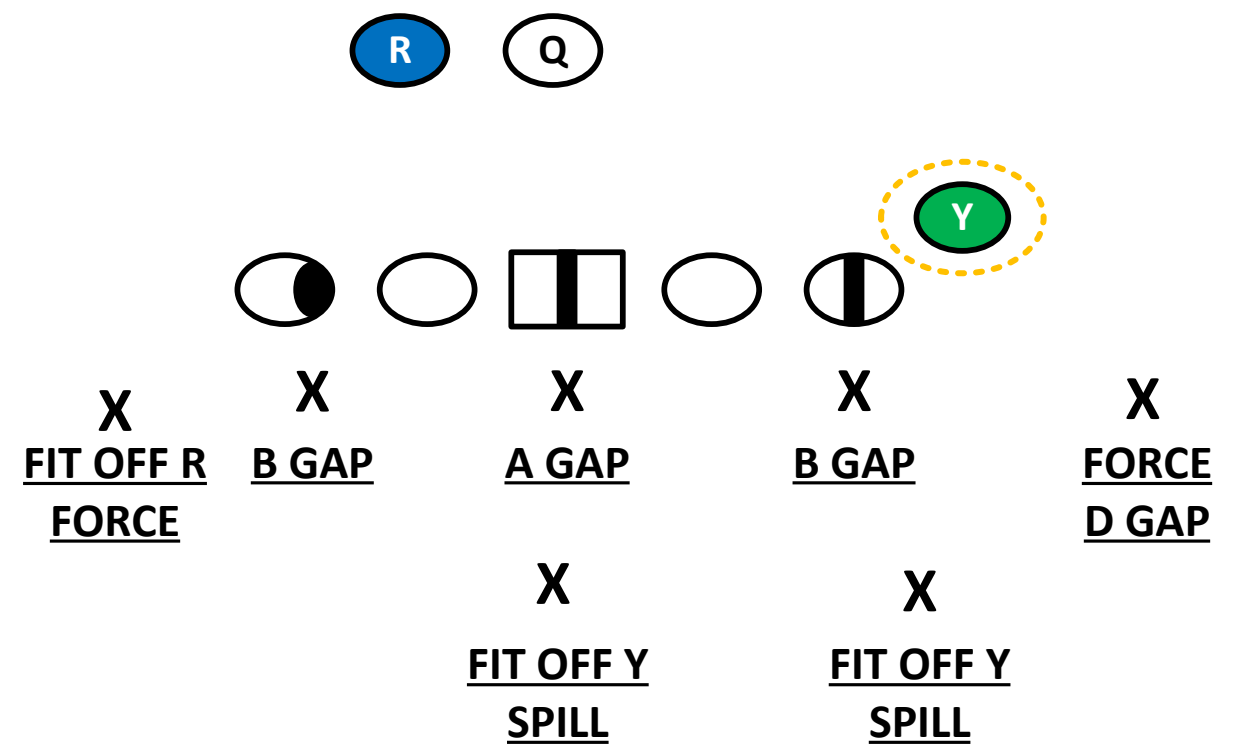 R Q
Y
X X X X X
FIT OFF R B GAP A GAP B GAP FORCE
FORCE D GAP
X X
FIT OFF Y FIT OFF Y
SPILL SPILL